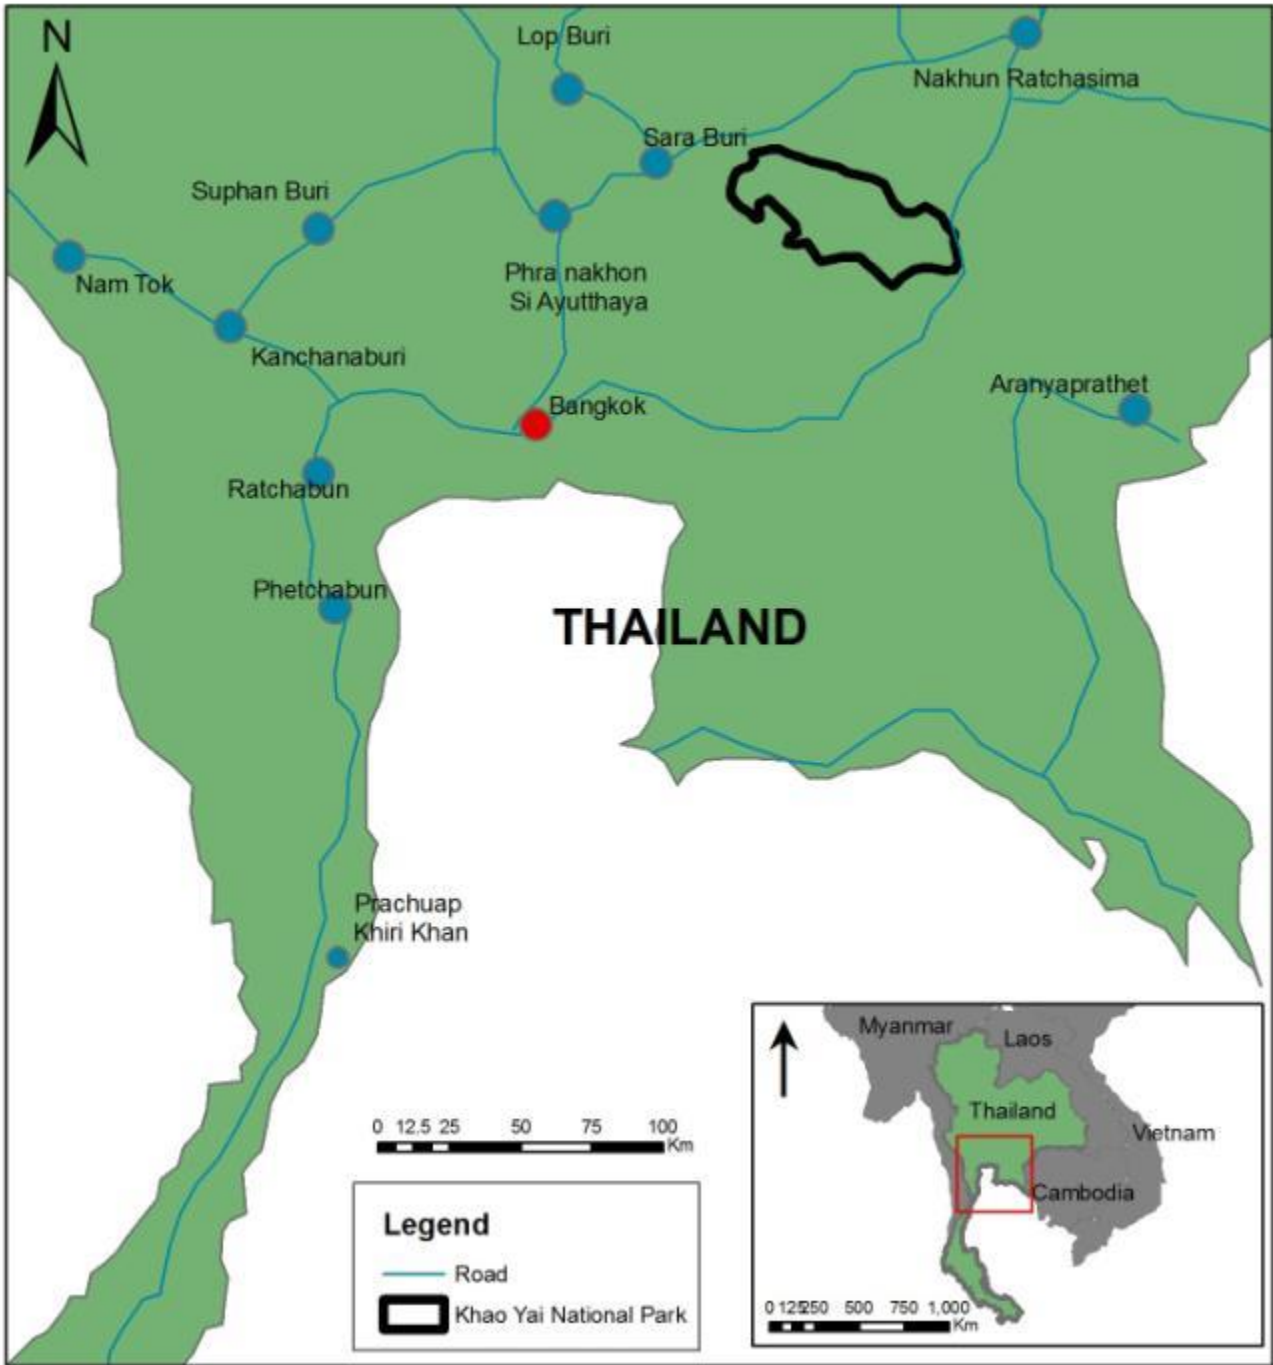 N
Lop Buri
Nakhun Ratchasima
Sara Buri
Suphan Buri
Nam Tok
Phra nakhon
Si Ayutthaya
Kanchanaburi
Aranyaprathet
Bangkok
Ratchabun
Phetchabun
THAILAND
Prachuap
Khiri Khan
0 12.5 25 50 75 100
Km
Legend
Road
Khao Yai National Park
Myanmar
Laos
Thailand
Vietnam
Cambodia
0 125250 500 750 1,000
Km